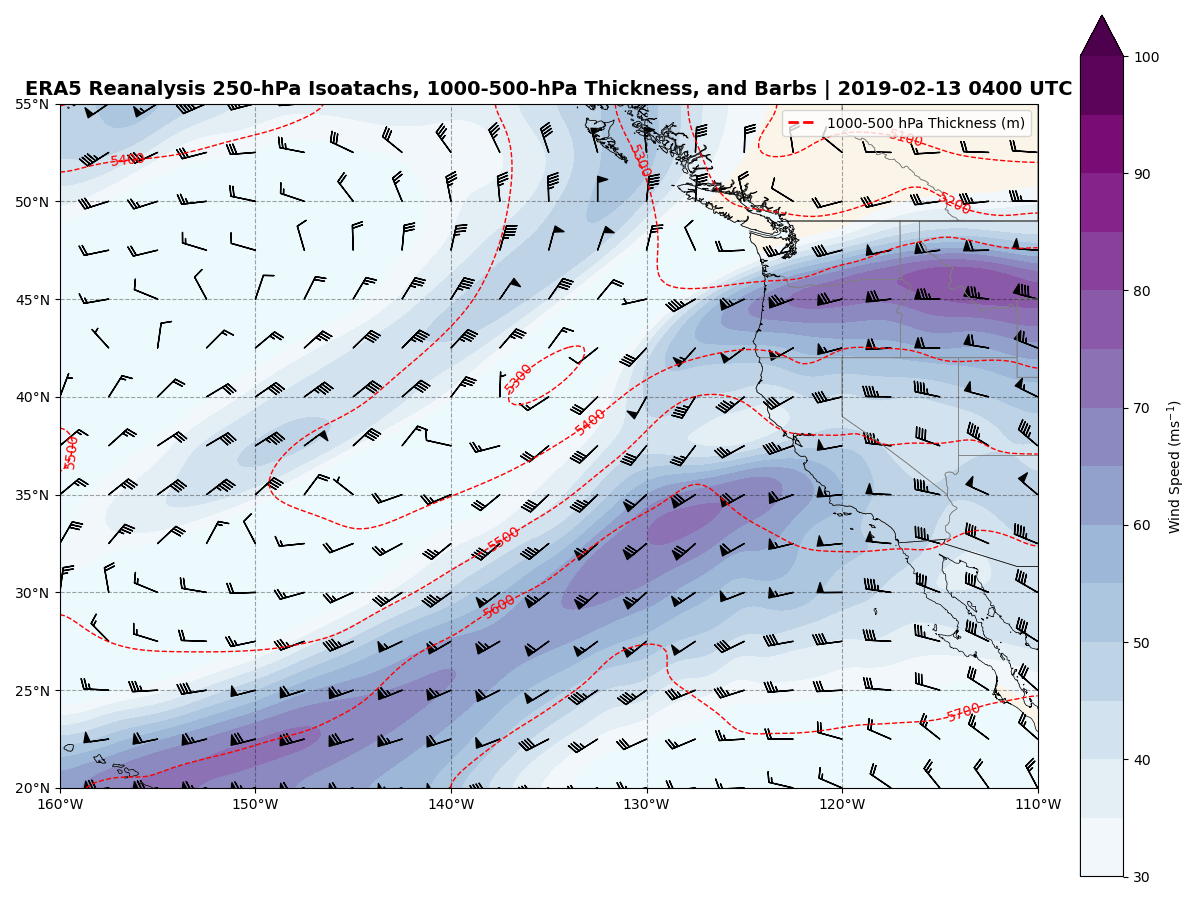 ERA5 Reanalysis 250-hPa Isoatachs, 1000-500-hPa Thickness, and Barbs | 2019-02-13 0400 UTC
1000-500 hPa Thickness (m)
55°N
50°N
45°N
40°N
35°N
30°N
25°N
20°N
160°W
150°W
140°W
130°W
120°W
110°W
5400
5300
5100
5200
5300
5400
5500
5500
5600
5700
100
90
80
70
60
50
40
30
Wind Speed (ms⁻¹)